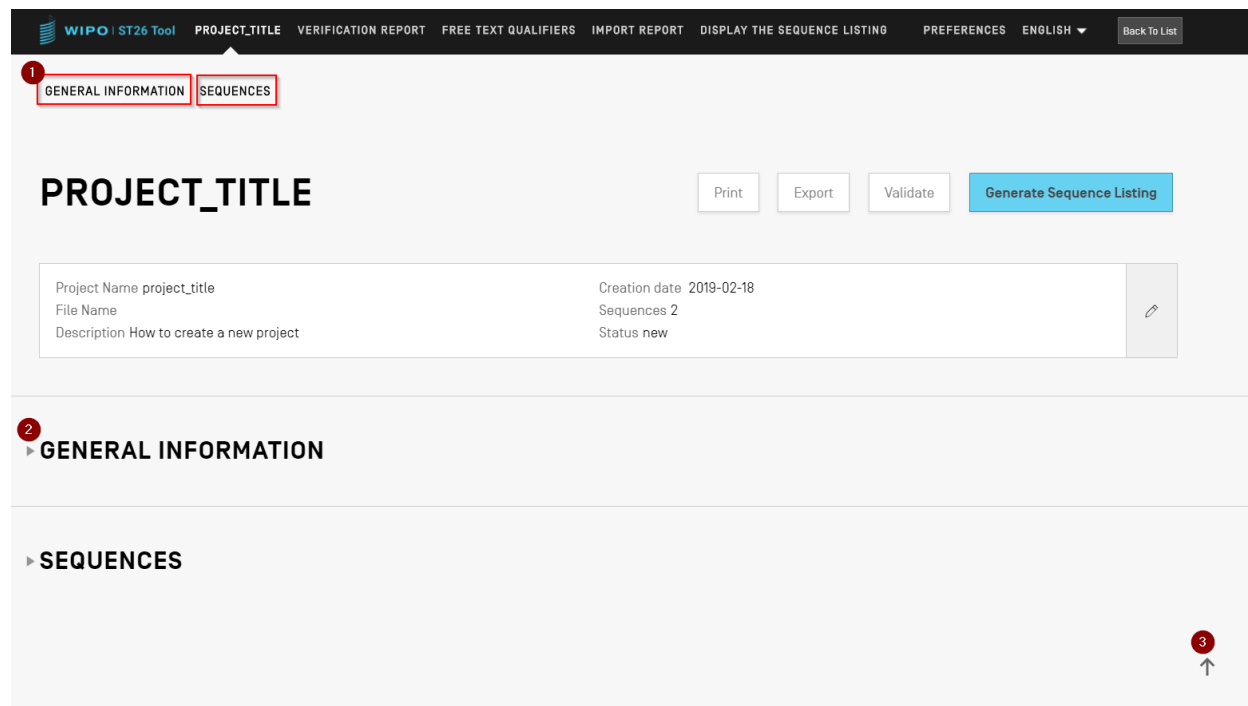 WIPO | ST26 Tool PROJECT_TITLE VERIFICATION REPORT FREE TEXT QUALIFIERS IMPORT REPORT DISPLAY THE SEQUENCE LISTING PREFERENCES ENGLISH Back To List
1
GENERAL INFORMATION SEQUENCES
PROJECT_TITLE Print Export Validate Generate Sequence Listing
Project Name project_title Creation date 2019-02-18
File Name Sequences 2
Description How to create a new project Status new
2
GENERAL INFORMATION
SEQUENCES
3